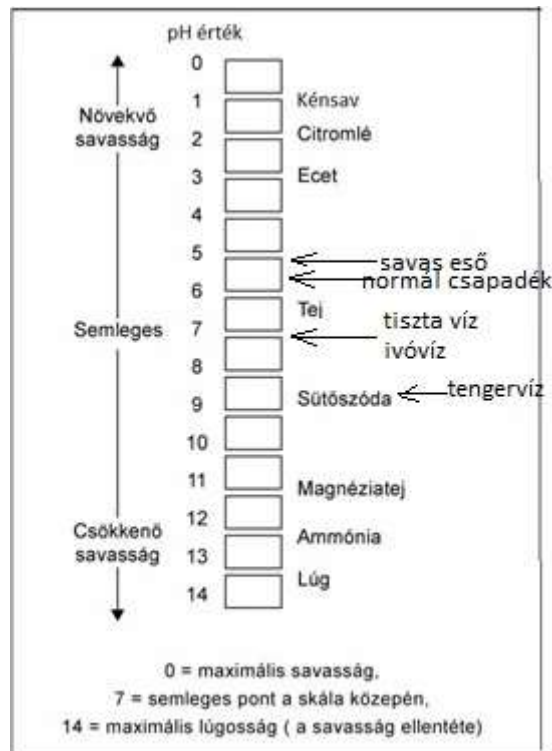 pH érték
0
1
Kénsav
Növekvő
savasság
2
Citromlé
3
Ecet
4
5
savas eső
normál csapadék
6
Tej
Semleges
7
tiszta víz
ivóvíz
8
tengervíz
9
Sütőszóda
10
11
Magnéziatej
12
Csökkenő
savasság
Ammónia
13
Lúg
14
0 = maximális savasság,
7 = semleges pont a skála közepén,
14 = maximális lúgosság ( a savasság ellentéte)